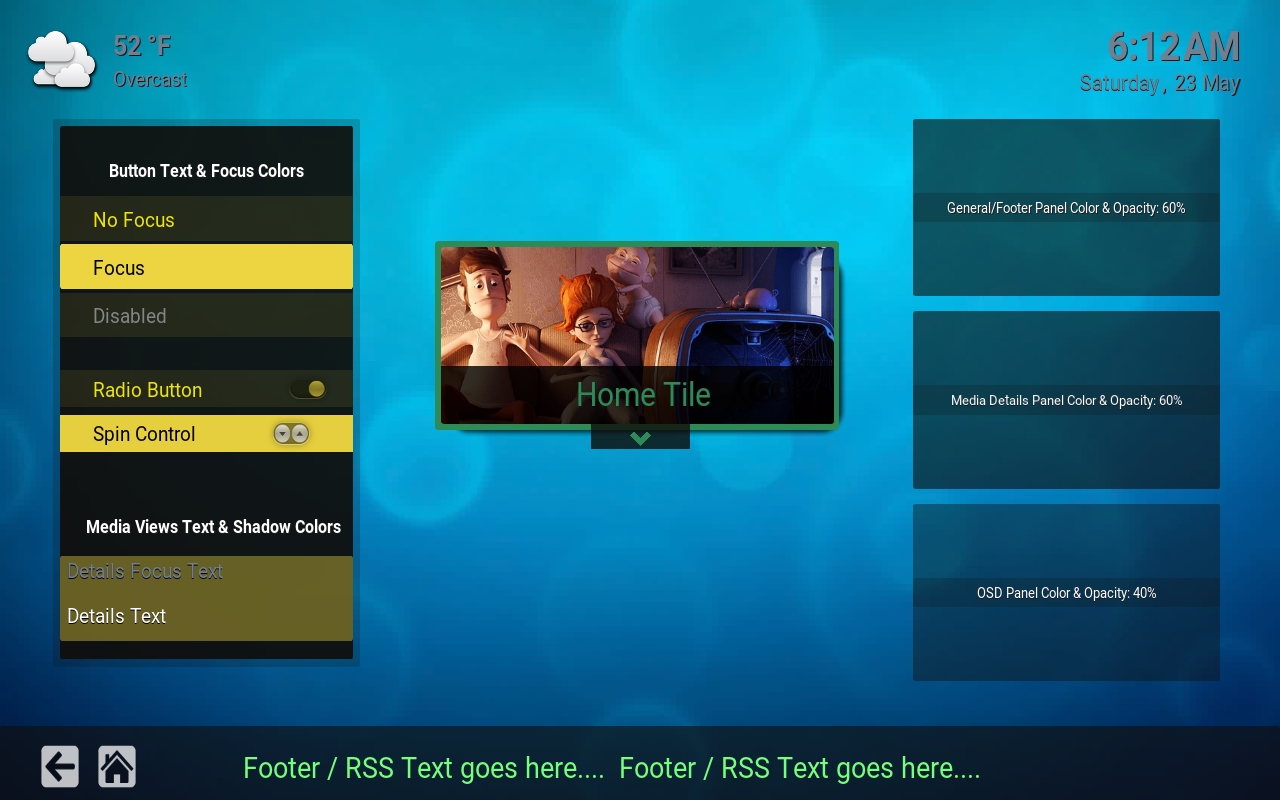 52 °F
Overcast
6:12AM
Saturday, 23 May
Button Text & Focus Colors
No Focus
Focus
Disabled
Radio Button
Spin Control
Media Views Text & Shadow Colors
Details Focus Text
Details Text
Home Tile
General/Footer Panel Color & Opacity: 60%
Media Details Panel Color & Opacity: 60%
OSD Panel Color & Opacity: 40%
Footer / RSS Text goes here....  Footer / RSS Text goes here....